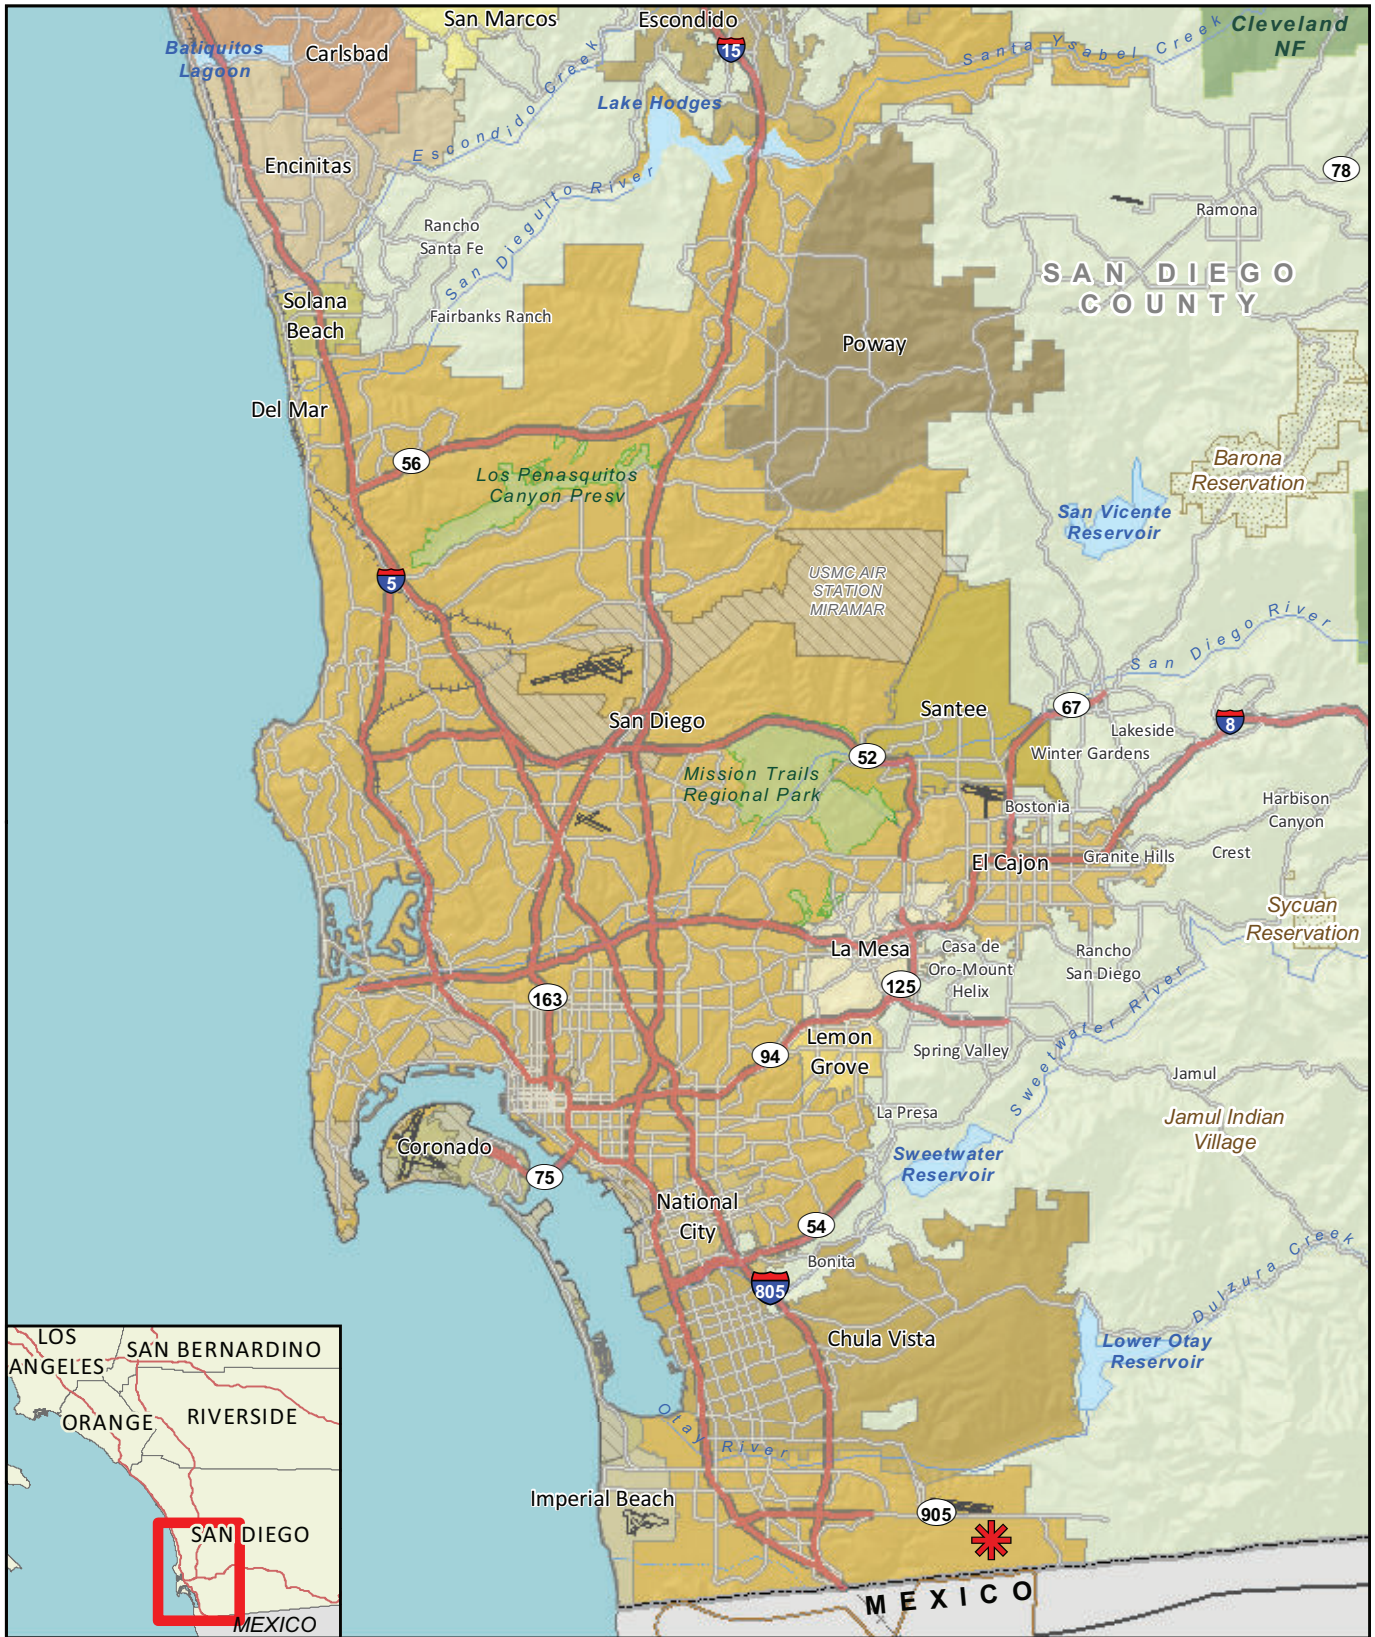 San Marcos
Escondido
Cleveland
NF
Batiquitos
Lagoon
Carlsbad
15
Santa Ysabel Creek
Escondido Creek
Lake Hodges
Encinitas
78
San Dieguito River
Rancho
Santa Fe
Ramona
SAN DIEGO
COUNTY
Solana
Beach
Fairbanks Ranch
Poway
Del Mar
56
Los Penasquitos
Canyon Presv
Barona
Reservation
San Vicente
Reservoir
5
USMC AIR
STATION
MIRAMAR
San Diego River
San Diego
Santee
67
8
Lakeside
Winter Gardens
52
Mission Trails
Regional Park
Bostonia
Harbison
Canyon
El Cajon
Granite Hills
Crest
Sycuan
Reservation
La Mesa
Casa de
Oro-Mount
Helix
Rancho
San Diego
125
163
Sweetwater River
Lemon
Grove
94
Spring Valley
Jamul
La Presa
Jamul Indian
Village
Coronado
75
Sweetwater
Reservoir
National
City
54
Bonita
805
Dulzura Creek
Chula Vista
Lower Otay
Reservoir
Otay River
Imperial Beach
905
MEXICO
LOS
ANGELES
SAN BERNARDINO
ORANGE
RIVERSIDE
SAN DIEGO
MEXICO